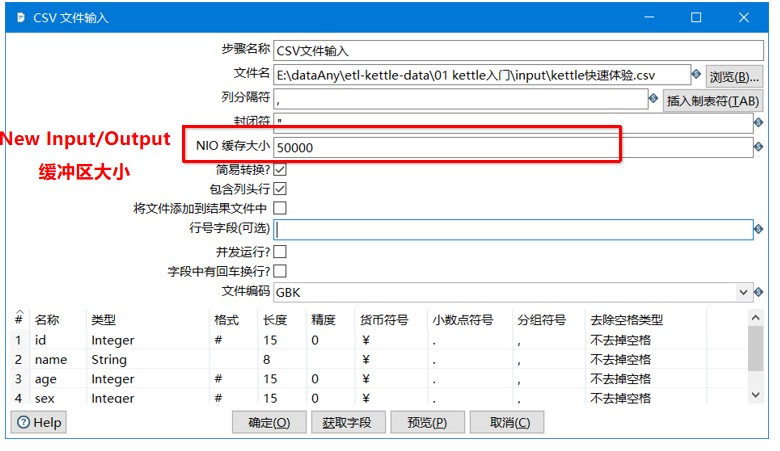 CSV 文件输入
步骤名称 CSV文件输入
文件名 E:\dataAny\etl-kettle-data\01 kettle入门\input\kettle快速体验.csv 浏览(B)...
列分隔符 , 插入制表符(TAB)
封闭符 "
New Input/Output
缓冲区大小
NIO 缓存大小 50000
简易转换?
包含列头行
将文件添加到结果文件中
行号字段(可选)
并发运行?
字段中有回车换行?
文件编码 GBK
# 名称 类型 格式 长度 精度 货币符号 小数点符号 分组符号 去除空格类型
1 id Integer # 15 0 ¥ . , 不去掉空格
2 name String 8 ¥ 不去掉空格
3 age Integer # 15 0 ¥ . , 不去掉空格
4 sex Integer # 15 0 ¥ . , 不去掉空格
Help 确定(O) 获取字段 预览(P) 取消(C)